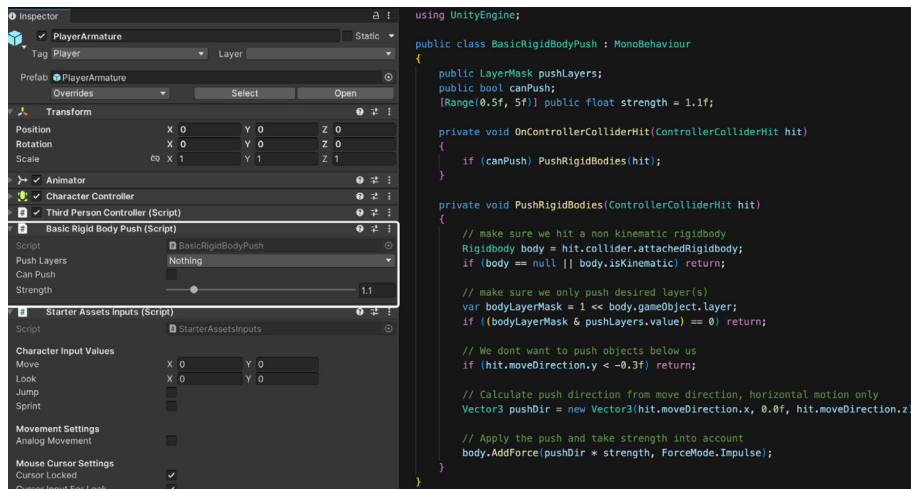 Inspector
PlayerArmature
Static
Tag Player
Layer
Prefab PlayerArmature
Overrides Select Open
Transform
Position X 0 Y 0 Z 0
Rotation X 0 Y 0 Z 0
Scale X 1 Y 1 Z 1
Animator
Character Controller
Third Person Controller (Script)
Basic Rigid Body Push (Script)
Script BasicRigidBodyPush
Push Layers Nothing
Can Push
Strength 1.1
Starter Assets Inputs (Script)
Script StarterAssetsInputs
Character Input Values
Move X 0 Y 0
Look X 0 Y 0
Jump
Sprint
Movement Settings
Analog Movement
Mouse Cursor Settings
Cursor Locked
Cursor Input For Look
using UnityEngine;
public class BasicRigidBodyPush : MonoBehaviour
{
public LayerMask pushLayers;
public bool canPush;
[Range(0.5f, 5f)] public float strength = 1.1f;
private void OnControllerColliderHit(ControllerColliderHit hit)
{
if (canPush) PushRigidBodies(hit);
}
private void PushRigidBodies(ControllerColliderHit hit)
{
// make sure we hit a non kinematic rigidbody
Rigidbody body = hit.collider.attachedRigidbody;
if (body == null || body.isKinematic) return;
// make sure we only push desired layer(s)
var bodyLayerMask = 1 << body.gameObject.layer;
if ((bodyLayerMask & pushLayers.value) == 0) return;
// We dont want to push objects below us
if (hit.moveDirection.y < -0.3f) return;
// Calculate push direction from move direction, horizontal motion only
Vector3 pushDir = new Vector3(hit.moveDirection.x, 0.0f, hit.moveDirection.z)
// Apply the push and take strength into account
body.AddForce(pushDir * strength, ForceMode.Impulse);
}
}